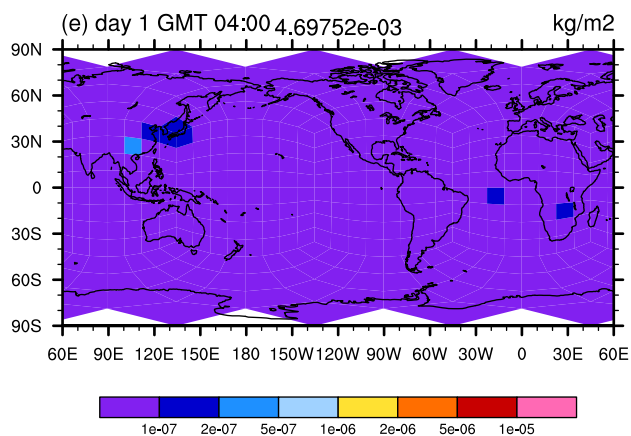 (e) day 1 GMT 04:00 4.69752e-03 kg/m2
90N
60N
30N
0
30S
60S
90S
60E 90E 120E 150E 180 150W 120W 90W 60W 30W 0 30E 60E
1e-07 2e-07 5e-07 1e-06 2e-06 5e-06 1e-05